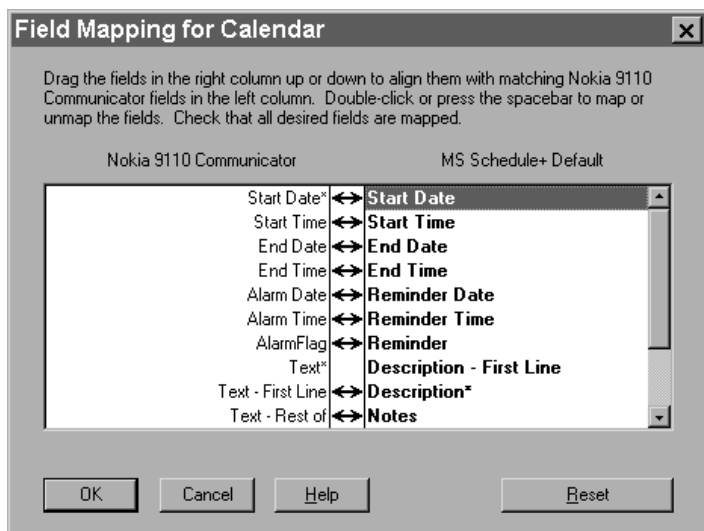 Field Mapping for Calendar
Drag the fields in the right column up or down to align them with matching Nokia 9110
Communicator fields in the left column. Double-click or press the spacebar to map or
unmap the fields. Check that all desired fields are mapped.
Nokia 9110 Communicator MS Schedule+ Default
Start Date* Start Date
Start Time Start Time
End Date End Date
End Time End Time
Alarm Date Reminder Date
Alarm Time Reminder Time
AlarmFlag Reminder
Text* Description - First Line
Text - First Line Description*
Text - Rest of Notes
OK Cancel Help Reset